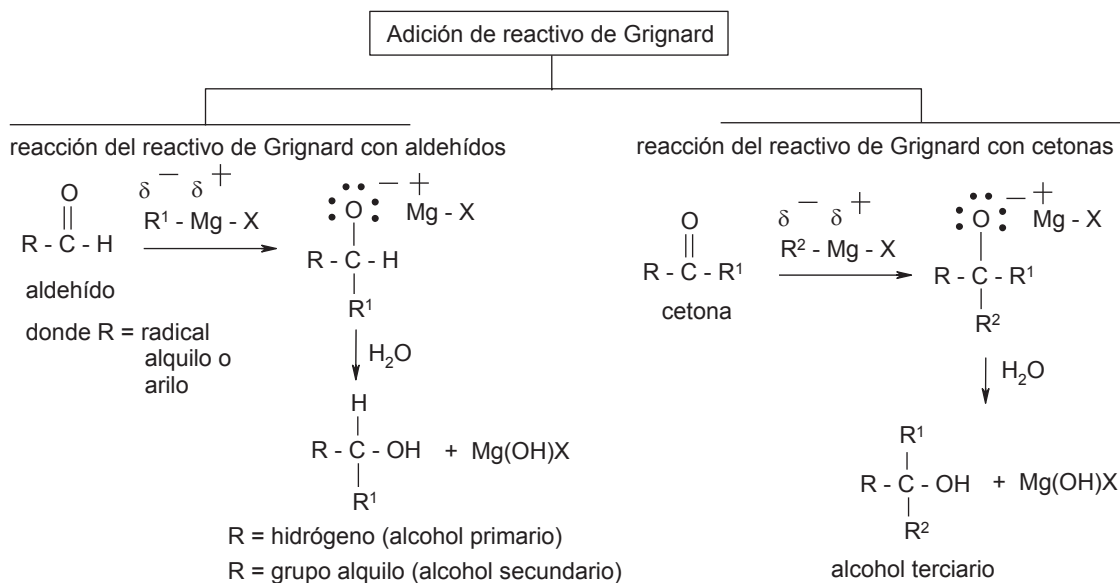 Adición de reactivo de Grignard
reacción del reactivo de Grignard con aldehídos
O
R - C - H
aldehído
donde R = radical
alquilo o
arilo
δ⁻ δ⁺
R¹ - Mg - X
O
− +
Mg - X
R - C - H
R¹
H₂O
H
R - C - OH + Mg(OH)X
R¹
R = hidrógeno (alcohol primario)
R = grupo alquilo (alcohol secundario)
reacción del reactivo de Grignard con cetonas
O
R - C - R¹
cetona
δ⁻ δ⁺
R² - Mg - X
O
− +
Mg - X
R - C - R¹
R²
H₂O
R¹
R - C - OH + Mg(OH)X
R²
alcohol terciario